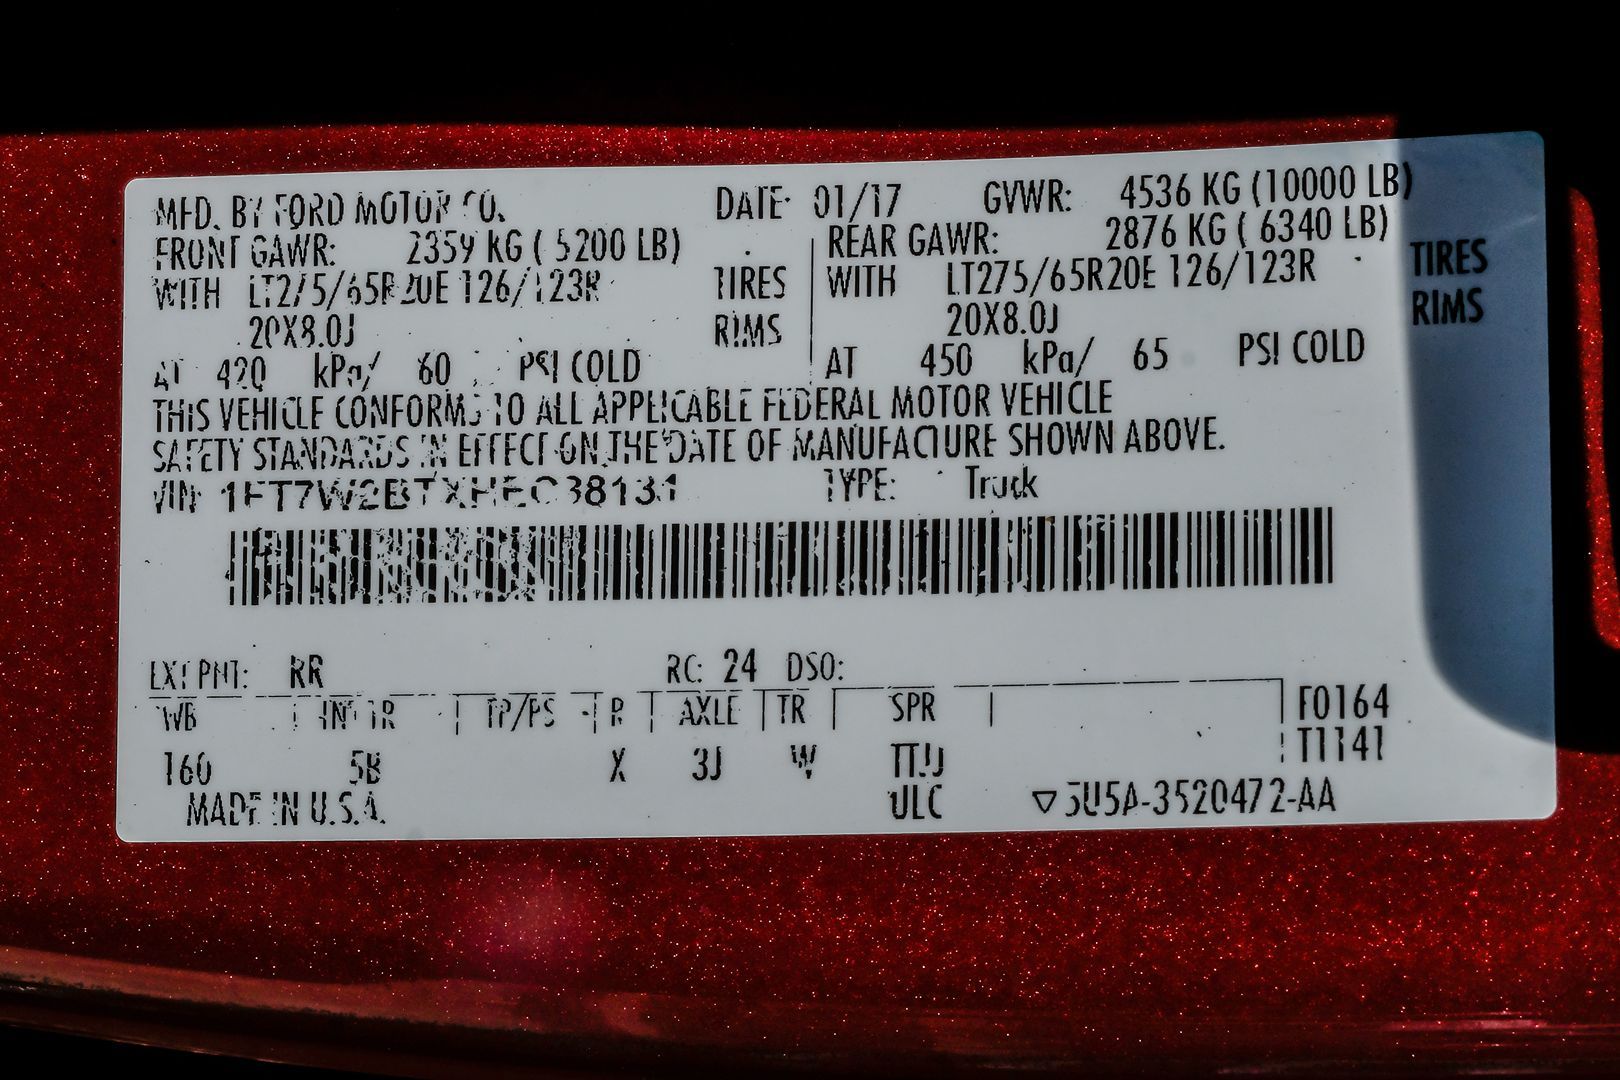 MFD. BY FORD MOTOR CO. DATE: 01/17 GVWR: 4536 KG (10000 LB)
FRONT GAWR: 2359 KG ( 5200 LB) REAR GAWR: 2876 KG ( 6340 LB)
WITH LT275/65R20E 126/123R TIRES WITH LT275/65R20E 126/123R TIRES
20X8.0J RIMS 20X8.0J RIMS
AT 420 kPa/ 60 PSI COLD AT 450 kPa/ 65 PSI COLD
THIS VEHICLE CONFORMS TO ALL APPLICABLE FEDERAL MOTOR VEHICLE
SAFETY STANDARDS IN EFFECT ON THE DATE OF MANUFACTURE SHOWN ABOVE.
VIN: TYPE: Truck
EXT PNT: RR RC: 24 DSO:
WB INT TR TP/PS R AXLE TR SPR F0164
160 5B X 3J W TTJJ T1141
MADE IN U.S.A. ULC ▽5U5A-3520472-AA